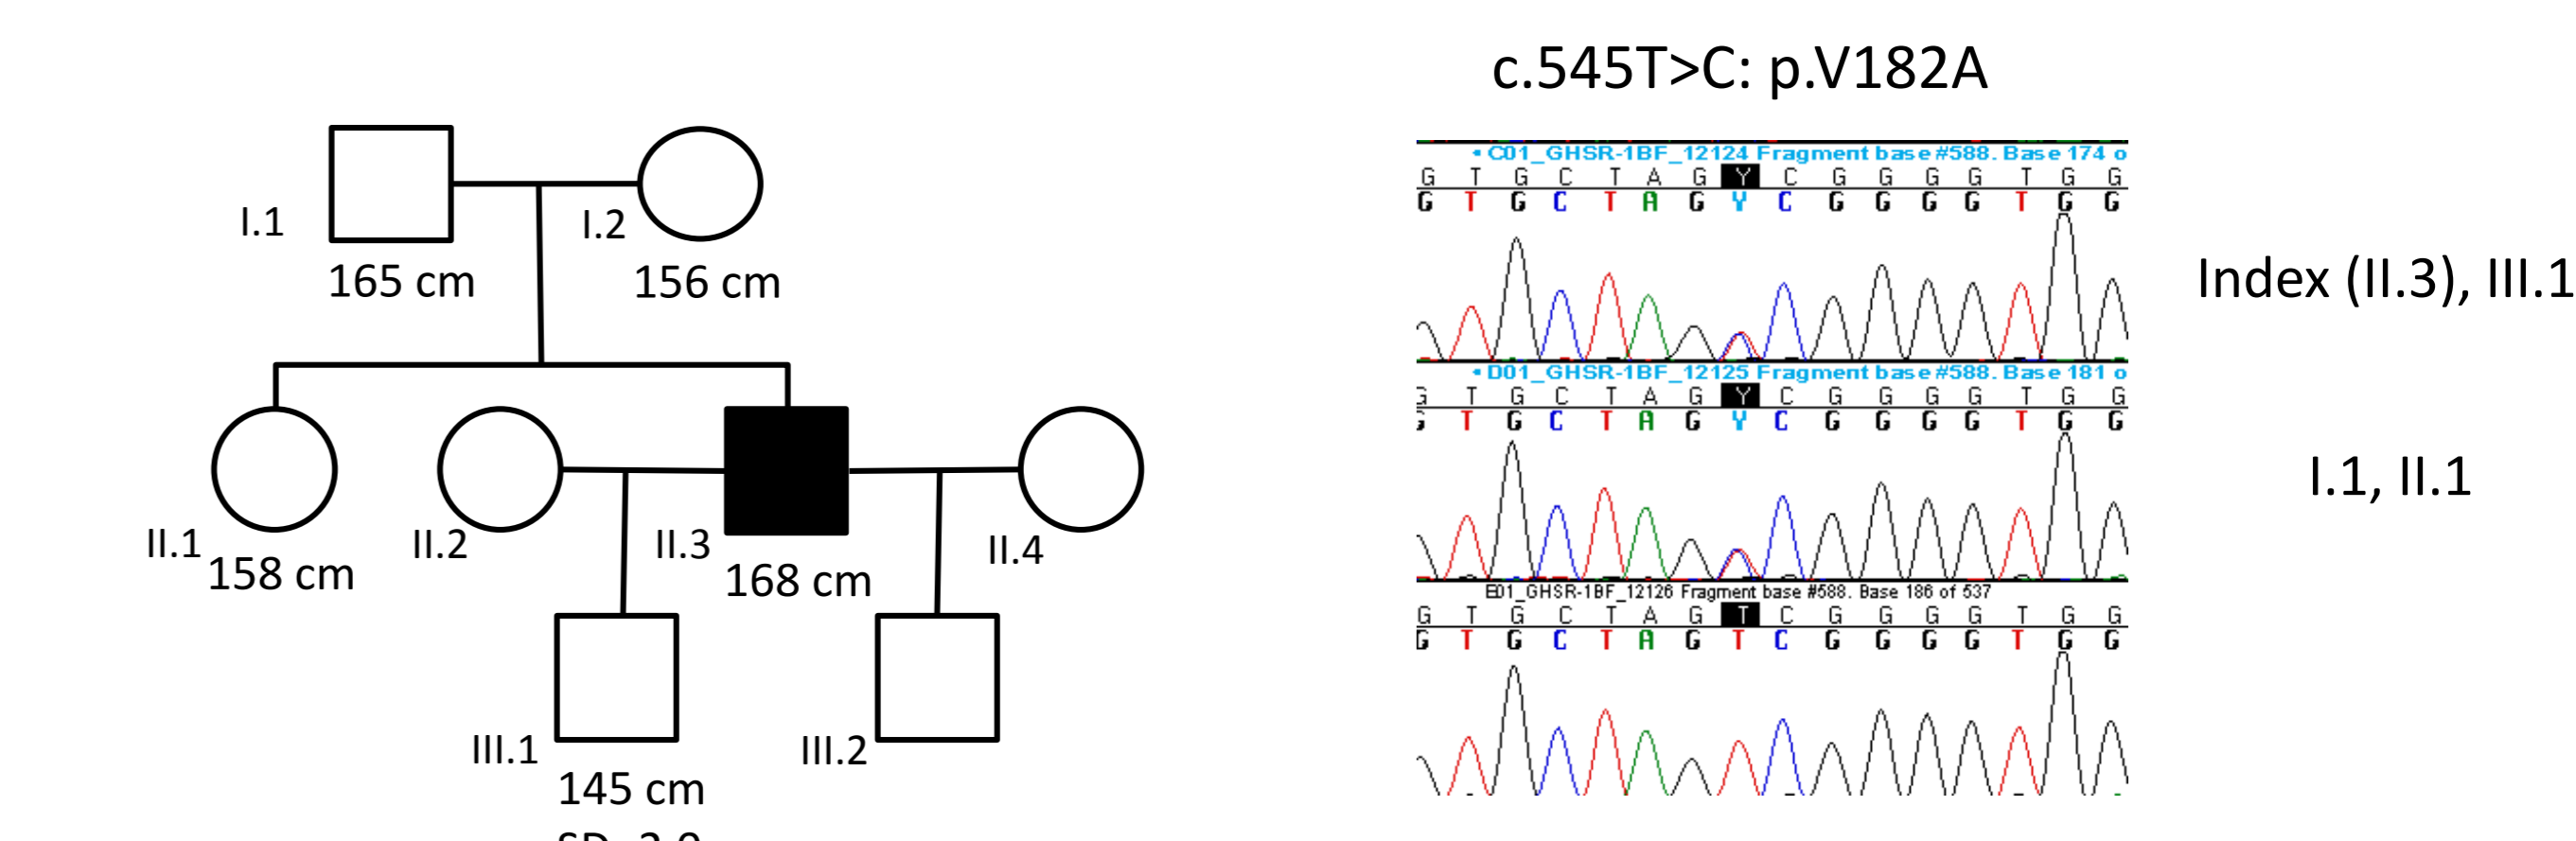 I.1
I.2
165 cm
156 cm
II.1
158 cm
II.2
II.3
168 cm
II.4
III.1
145 cm
III.2
c.545T>C: p.V182A
C01_GHSR-1BF_12124 Fragment base #588. Base 174 o
G T G C T A G Y C G G G G T G G
G T G C T A G Y C G G G G T G G
D01_GHSR-1BF_12125 Fragment base #588. Base 181 o
G T G C T A G Y C G G G G T G G
T G C T A G Y C G G G G T G G
E01_GHSR-1BF_12126 Fragment base #588. Base 186 of 537
G T G C T A G T C G G G G T G G
G T G C T A G T C G G G G T G G
Index (II.3), III.1
I.1, II.1